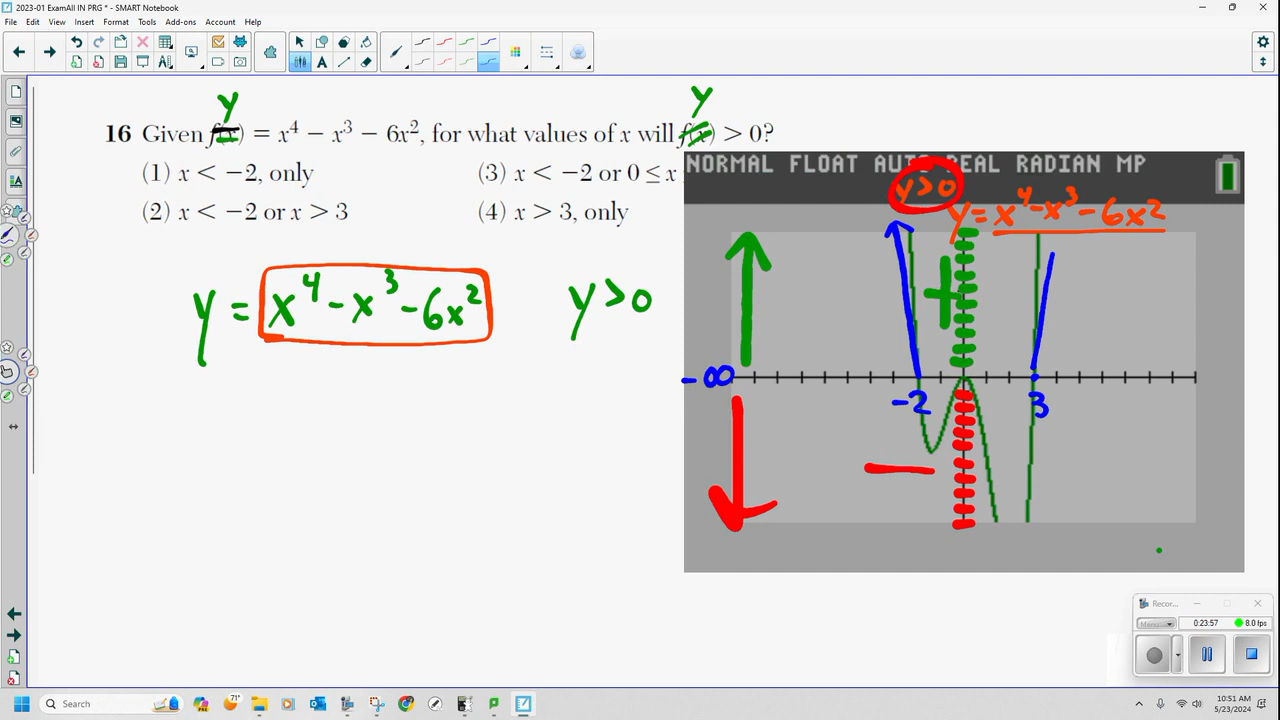 2023-01 ExamAll IN PRG * - SMART Notebook
File Edit View Insert Format Tools Add-ons Account Help
y y
16 Given f(x) = x⁴ − x³ − 6x², for what values of x will f(x) > 0?
(1) x < −2, only (3) x < −2 or 0 ≤ x
(2) x < −2 or x > 3 (4) x > 3, only
NORMAL FLOAT AUTO REAL RADIAN MP
y>0
y=x⁴-x³-6x²
y = x⁴-x³-6x² y>0
+
-∞
-2 3
−
Recor...
Menu
0:23:57 8.0 fps
Search
71°
10:51 AM
5/23/2024